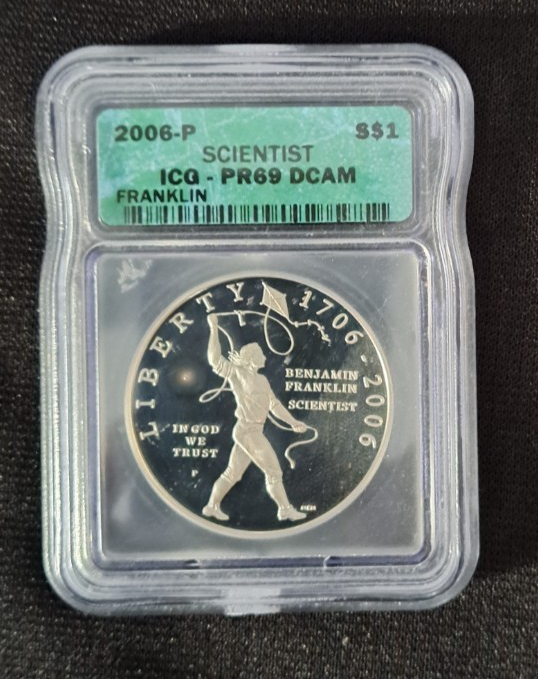 2006-P S$1
SCIENTIST
ICG - PR69 DCAM
FRANKLIN
LIBERTY 1706-2006
BENJAMIN
FRANKLIN
SCIENTIST
IN GOD
WE
TRUST
P